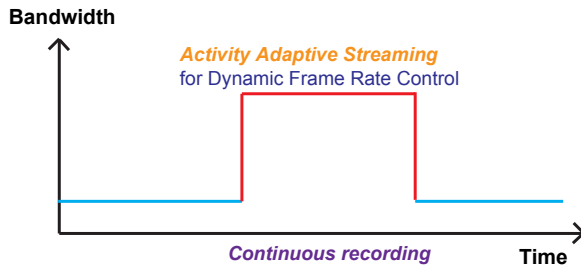 Bandwidth
Activity Adaptive Streaming
for Dynamic Frame Rate Control
Continuous recording
Time